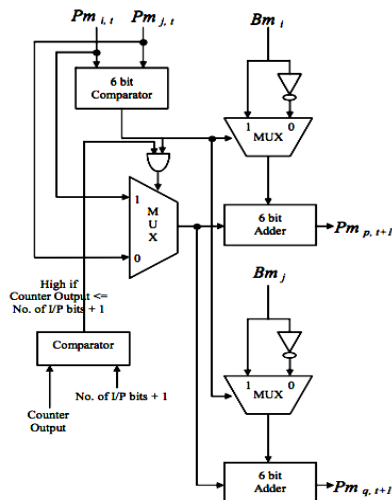 Pm i, t Pm j, t Bm i
6 bit
Comparator
1 0
MUX
1
M
U
X
0
6 bit
Adder
Pm p, t+1
High if
Counter Output <=
No. of I/P bits + 1
Bm j
Comparator
1 0
MUX
No. of I/P bits + 1
Counter
Output
6 bit
Adder
Pm q, t+1